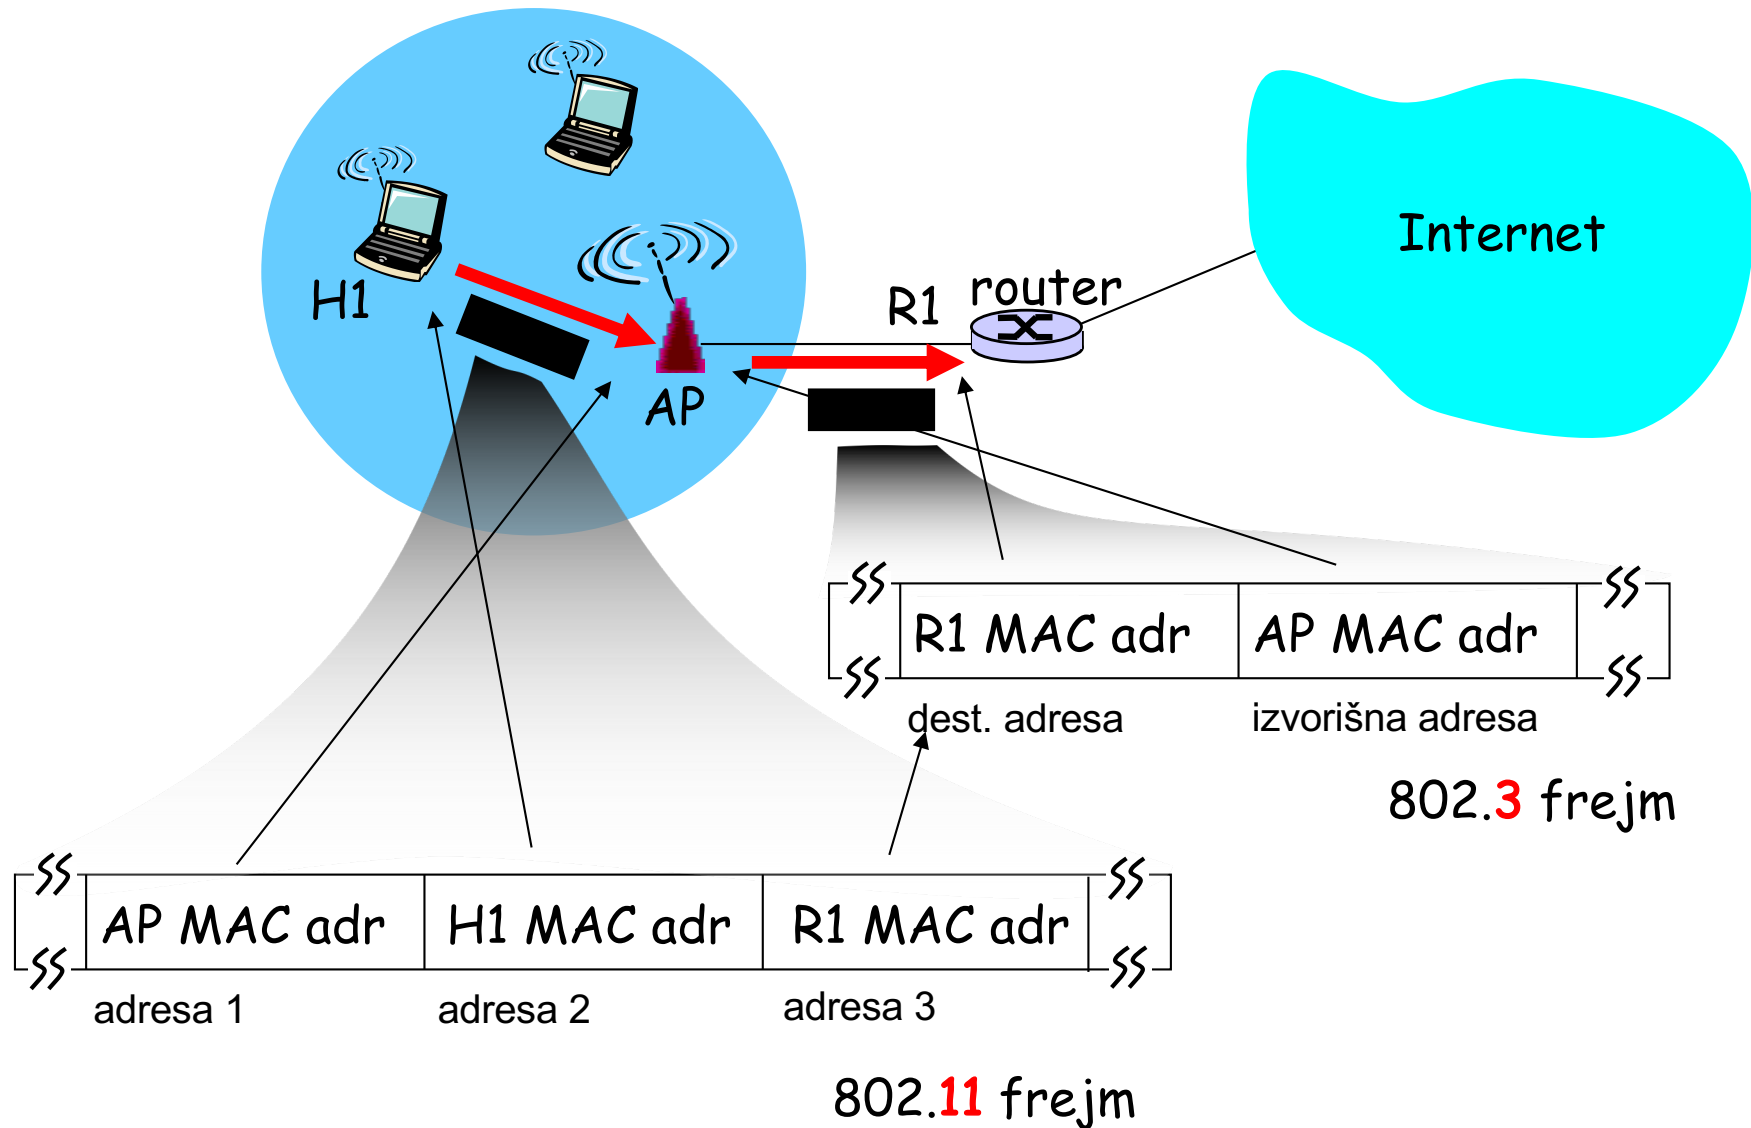 Internet
router
R1
H1
AP
R1 MAC adr
AP MAC adr
dest. adresa
izvorišna adresa
802.3 frejm
AP MAC adr
H1 MAC adr
R1 MAC adr
adresa 1
adresa 2
adresa 3
802.11 frejm